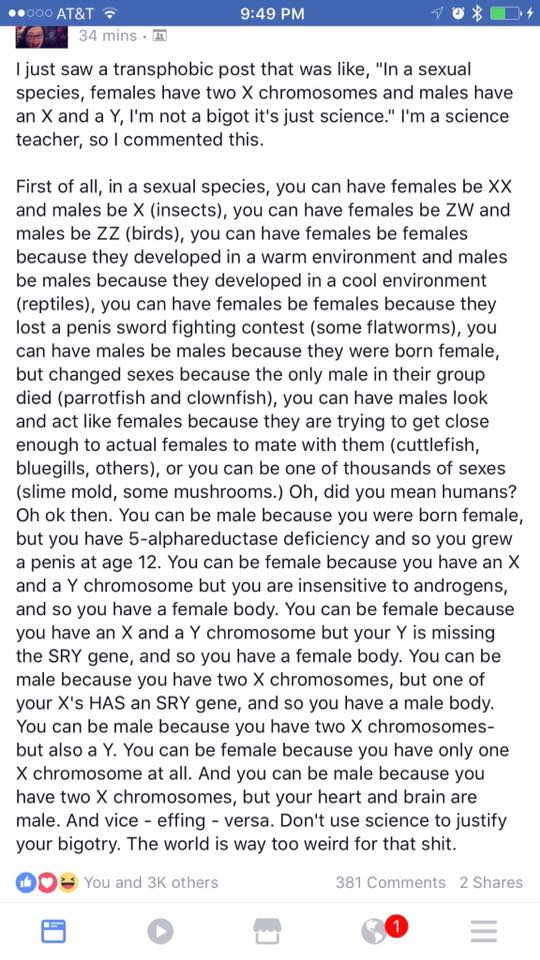 AT&T 9:49 PM
34 mins ·
I just saw a transphobic post that was like, "In a sexual
species, females have two X chromosomes and males have
an X and a Y, I'm not a bigot it's just science." I'm a science
teacher, so I commented this.
First of all, in a sexual species, you can have females be XX
and males be X (insects), you can have females be ZW and
males be ZZ (birds), you can have females be females
because they developed in a warm environment and males
be males because they developed in a cool environment
(reptiles), you can have females be females because they
lost a penis sword fighting contest (some flatworms), you
can have males be males because they were born female,
but changed sexes because the only male in their group
died (parrotfish and clownfish), you can have males look
and act like females because they are trying to get close
enough to actual females to mate with them (cuttlefish,
bluegills, others), or you can be one of thousands of sexes
(slime mold, some mushrooms.) Oh, did you mean humans?
Oh ok then. You can be male because you were born female,
but you have 5-alphareductase deficiency and so you grew
a penis at age 12. You can be female because you have an X
and a Y chromosome but you are insensitive to androgens,
and so you have a female body. You can be female because
you have an X and a Y chromosome but your Y is missing
the SRY gene, and so you have a female body. You can be
male because you have two X chromosomes, but one of
your X's HAS an SRY gene, and so you have a male body.
You can be male because you have two X chromosomes-
but also a Y. You can be female because you have only one
X chromosome at all. And you can be male because you
have two X chromosomes, but your heart and brain are
male. And vice - effing - versa. Don't use science to justify
your bigotry. The world is way too weird for that shit.
You and 3K others 381 Comments 2 Shares
1